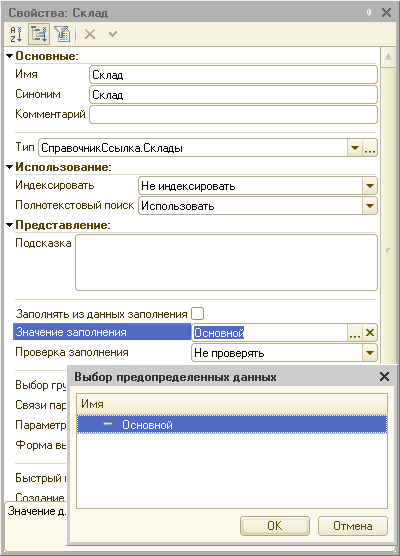 Свойства: Склад
Основные:
Имя Склад
Синоним Склад
Комментарий
Тип СправочникСсылка.Склады ...
Использование:
Индексировать Не индексировать
Полнотекстовый поиск Использовать
Представление:
Подсказка
Заполнять из данных заполнения
Значение заполнения Основной ...
Проверка заполнения Не проверять
Выбор гру
Связи пар
Параметр
Форма вы
Быстрый
Создание
Значение д
Выбор предопределенных данных
Имя
Основной
OK Отмена